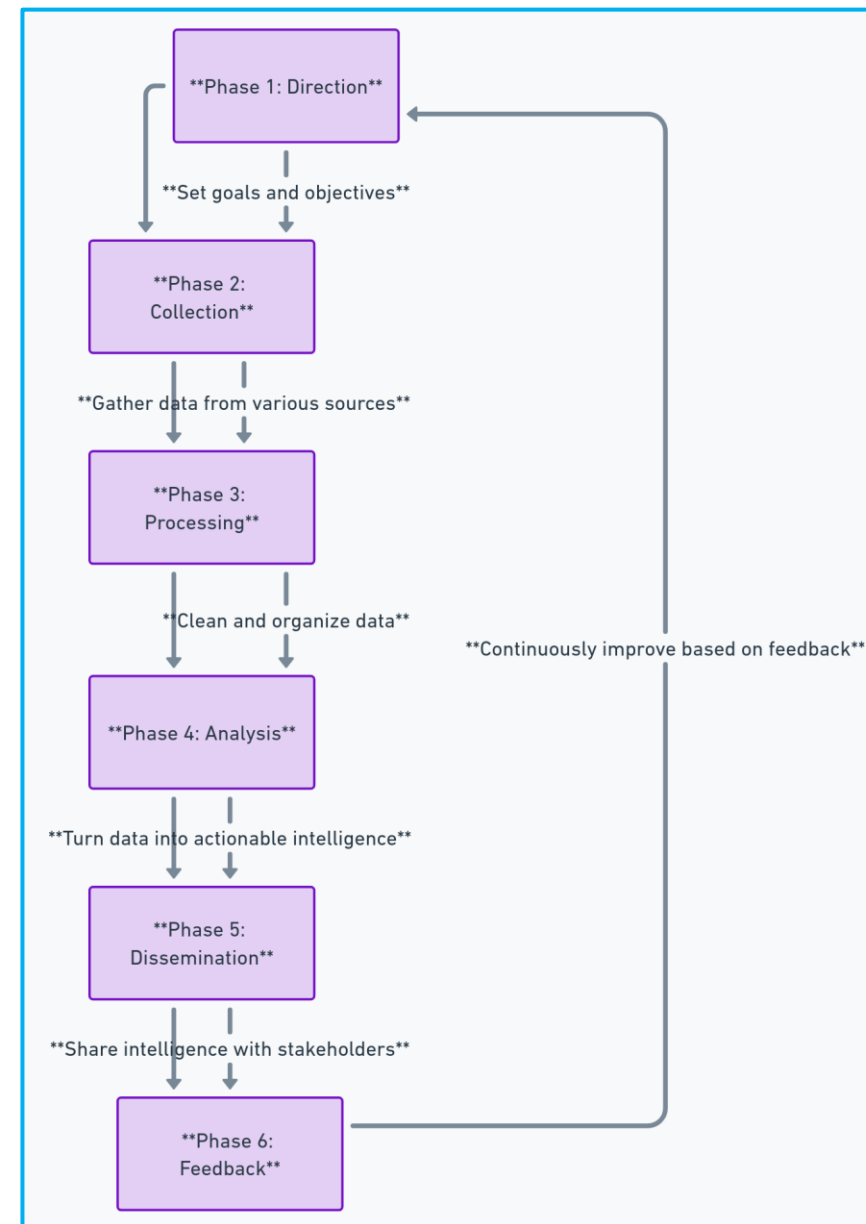 **Phase 1: Direction**
**Set goals and objectives**
**Phase 2:
Collection**
**Gather data from various sources**
**Phase 3:
Processing**
**Clean and organize data**
**Continuously improve based on feedback**
**Phase 4: Analysis**
**Turn data into actionable intelligence**
**Phase 5:
Dissemination**
**Share intelligence with stakeholders**
**Phase 6:
Feedback**